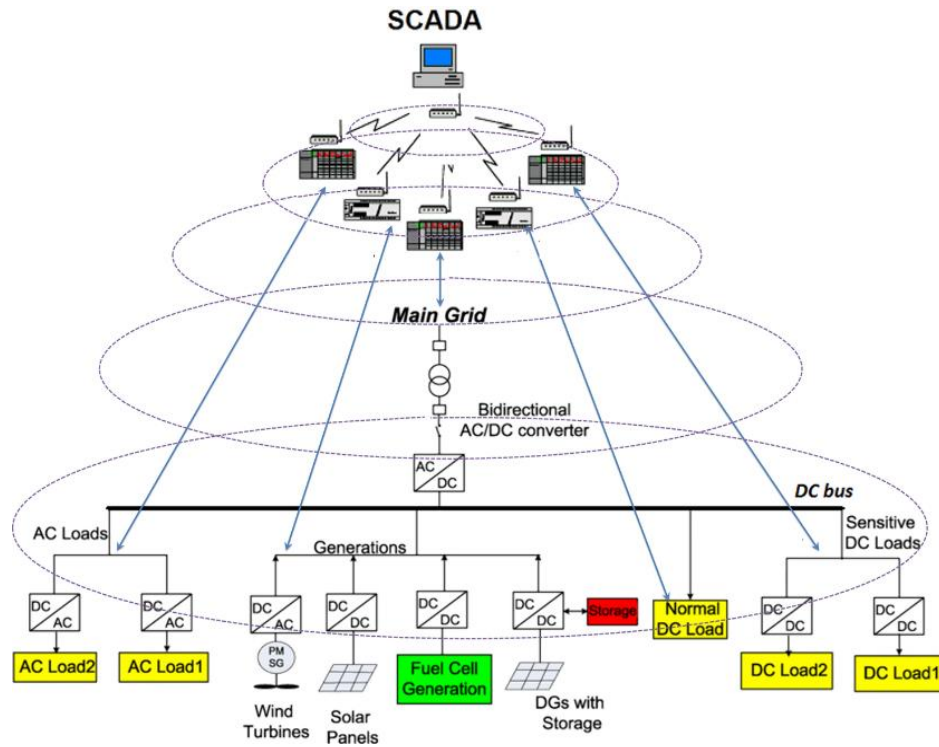 SCADA
Main Grid
Bidirectional
AC/DC converter
AC
DC
DC bus
AC Loads
Generations
Sensitive
DC Loads
DC
AC
DC
AC
DC
AC
DC
DC
DC
DC
DC
DC
Storage
Normal
DC Load
DC
DC
DC
DC
AC Load2
AC Load1
PM
SG
Fuel Cell
Generation
DC Load2
DC Load1
Wind
Turbines
Solar
Panels
DGs with
Storage